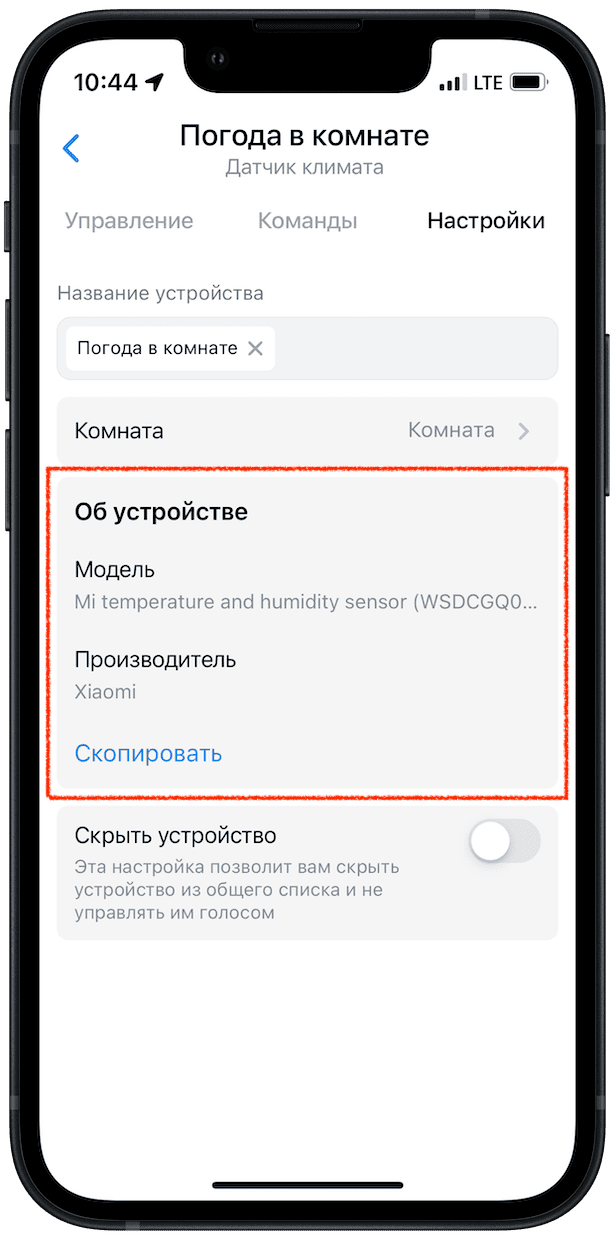 10:44 LTE
Погода в комнате
Датчик климата
Управление Команды Настройки
Название устройства
Погода в комнате
Комната Комната
Об устройстве
Модель
Mi temperature and humidity sensor (WSDCGQ0...
Производитель
Xiaomi
Скопировать
Скрыть устройство
Эта настройка позволит вам скрыть
устройство из общего списка и не
управлять им голосом